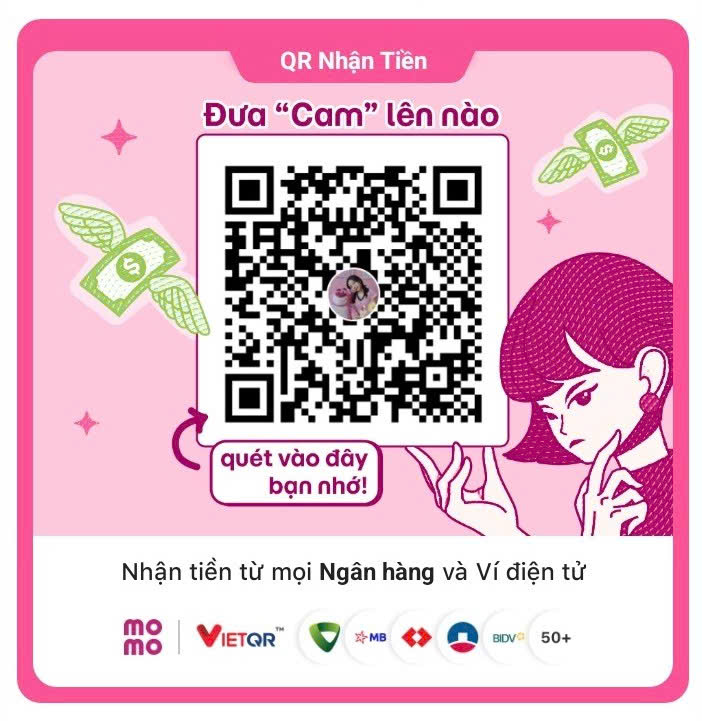 QR Nhận Tiền
Đưa “Cam” lên nào
quét vào đây
bạn nhớ!
Nhận tiền từ mọi Ngân hàng và Ví điện tử
mo
mo
VIETQR™
MB
BIDV
50+